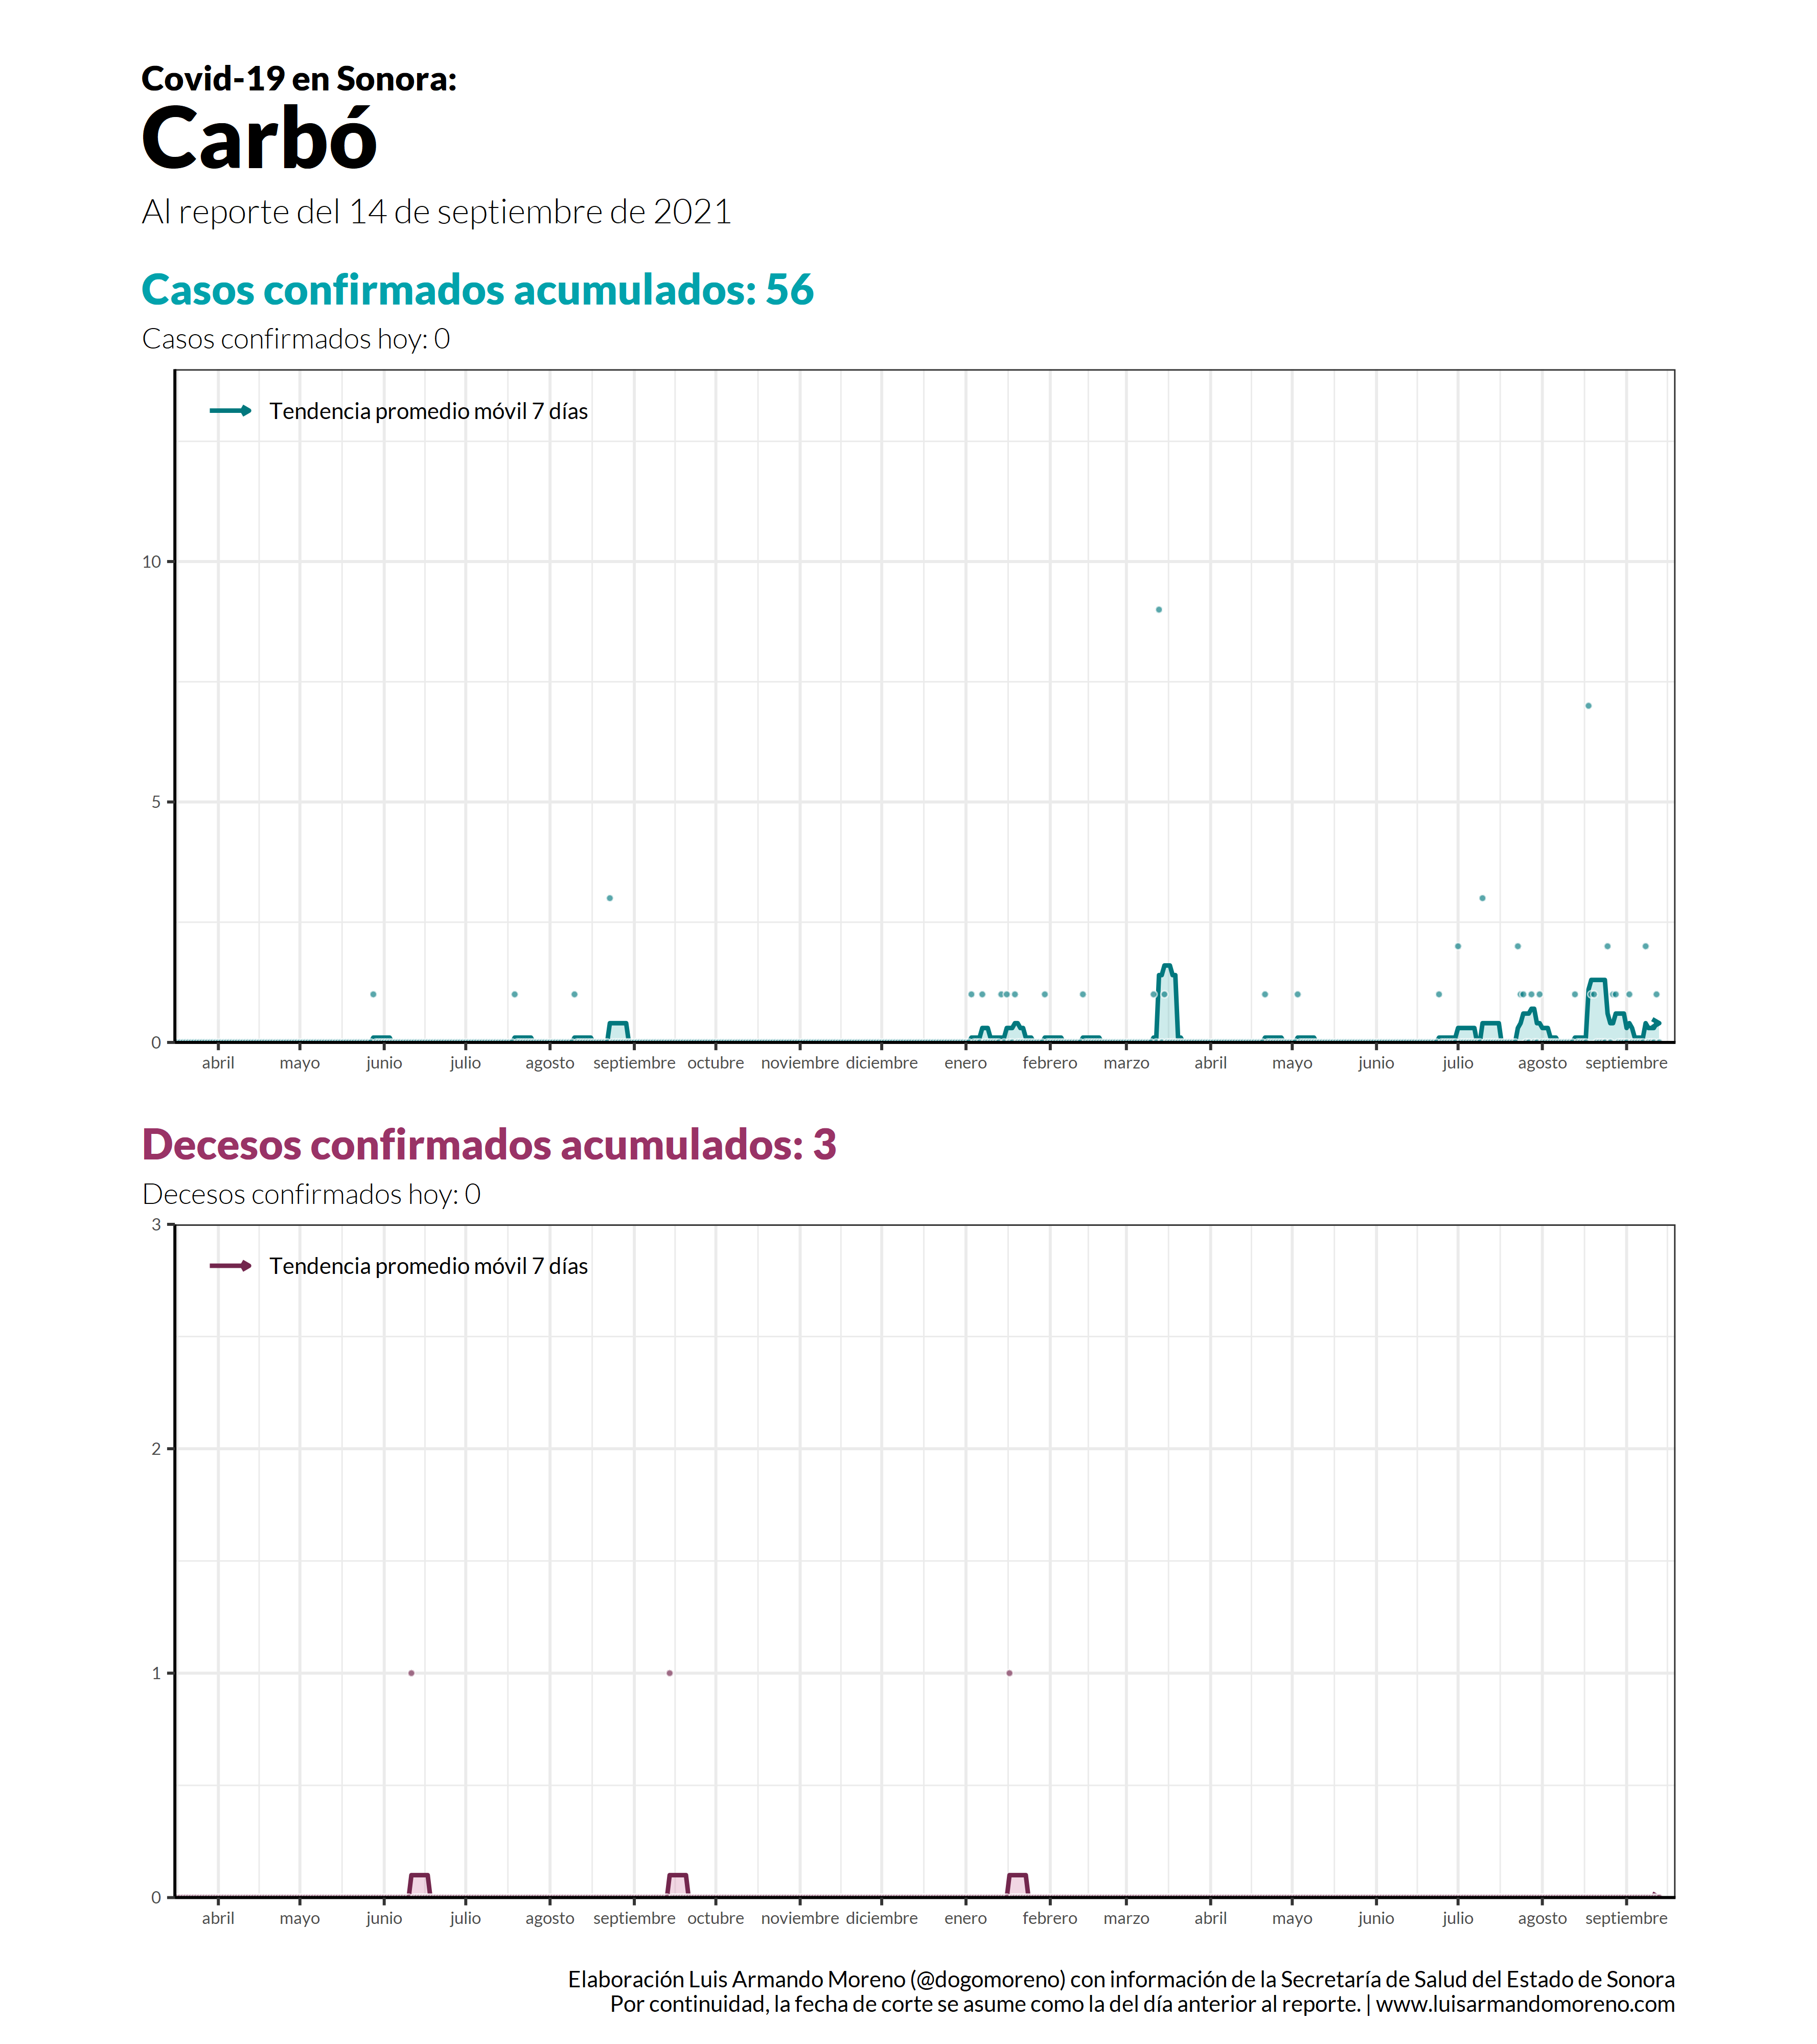 Covid-19 en Sonora:
Carbó
Al reporte del 14 de septiembre de 2021
Casos confirmados acumulados: 56
Casos confirmados hoy: 0
Tendencia promedio móvil 7 días
10
5
0
abril mayo junio julio agosto septiembre octubre noviembre diciembre enero febrero marzo abril mayo junio julio agosto septiembre
Decesos confirmados acumulados: 3
Decesos confirmados hoy: 0
3
Tendencia promedio móvil 7 días
2
1
0
abril mayo junio julio agosto septiembre octubre noviembre diciembre enero febrero marzo abril mayo junio julio agosto septiembre
Elaboración Luis Armando Moreno (@dogomoreno) con información de la Secretaría de Salud del Estado de Sonora
Por continuidad, la fecha de corte se asume como la del día anterior al reporte. | www.luisarmandomoreno.com